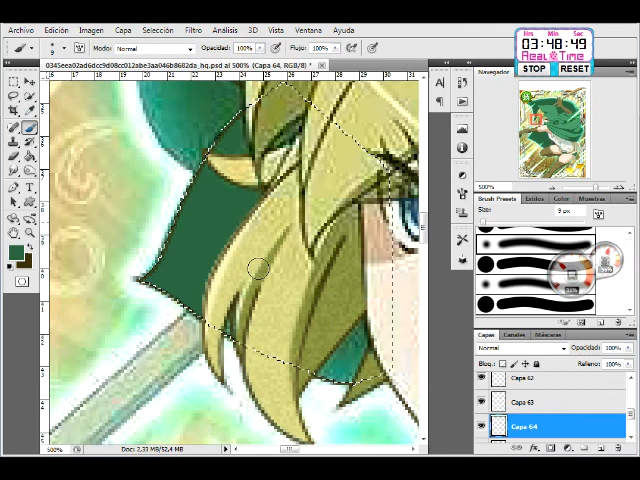 Archivo Edición Imagen Capa Selección Filtro Análisis 3D Vista Ventana Ayuda
Hrs Min Sec
03:48:49
Real Time
STOP RESET
9 Modo: Normal Opacidad: 100% Flujo: 100%
0345eea02ad6dcc9d08cc012abe3aa046b8682da_hq.psd al 500% (Capa 64, RGB/8) *
Navegador
500%
Brush Presets Estilos Color Muestras
Size: 9 px
Capas Canales Máscaras
Normal Opacidad: 100%
Bloq.: Relleno: 100%
Capa 62
Capa 63
Capa 64
500% Doc: 2,33 MB/52,4 MB